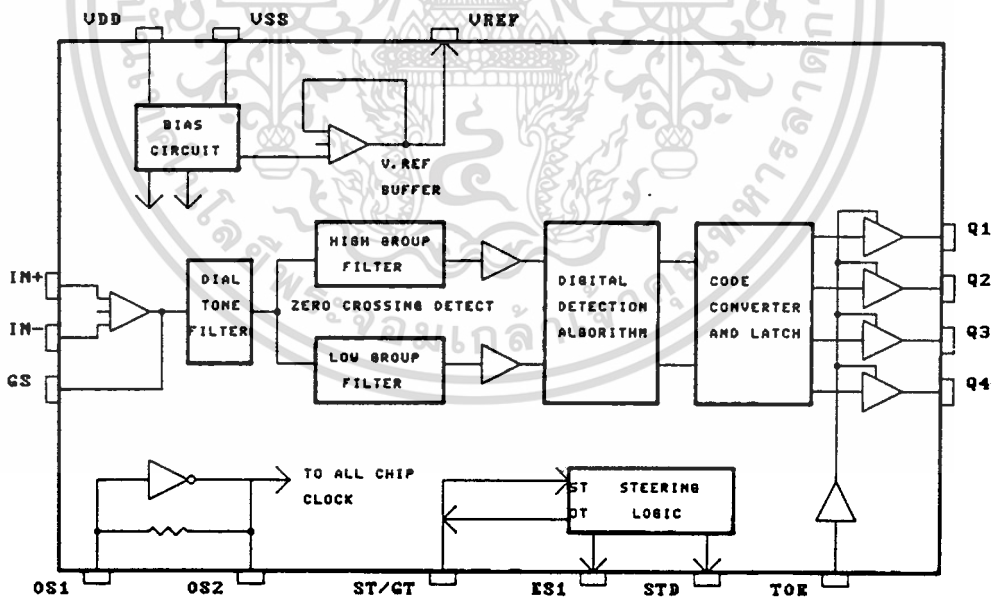 VDD VSS VREF
BIAS
CIRCUIT
V.REF
BUFFER
Q1
HIGH GROUP
FILTER
IN+
DIAL
TONE
FILTER
ZERO CROSSING DETECT
DIGITAL
DETECTION
ALGORITHM
CODE
CONVERTER
AND LATCH
Q2
IN-
Q3
LOW GROUP
FILTER
GS
Q4
TO ALL CHIP
CLOCK
ST
OT
STEERING
LOGIC
OS1 OS2 ST/GT ES1 STD TOE